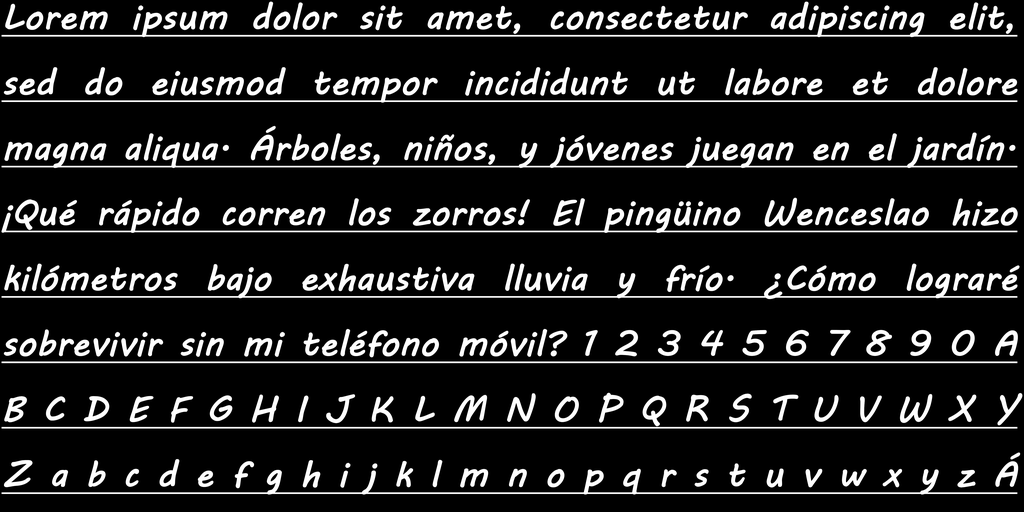 Lorem ipsum dolor sit amet, consectetur adipiscing elit,
sed do eiusmod tempor incididunt ut labore et dolore
magna aliqua. Árboles, niños, y jóvenes juegan en el jardín.
¡Qué rápido corren los zorros! El pingüino Wenceslao hizo
kilómetros bajo exhaustiva lluvia y frío. ¿Cómo lograré
sobrevivir sin mi teléfono móvil? 1 2 3 4 5 6 7 8 9 0 A
B C D E F G H I J K L M N O P Q R S T U V W X Y
Z a b c d e f g h i j k l m n o p q r s t u v w x y z Á